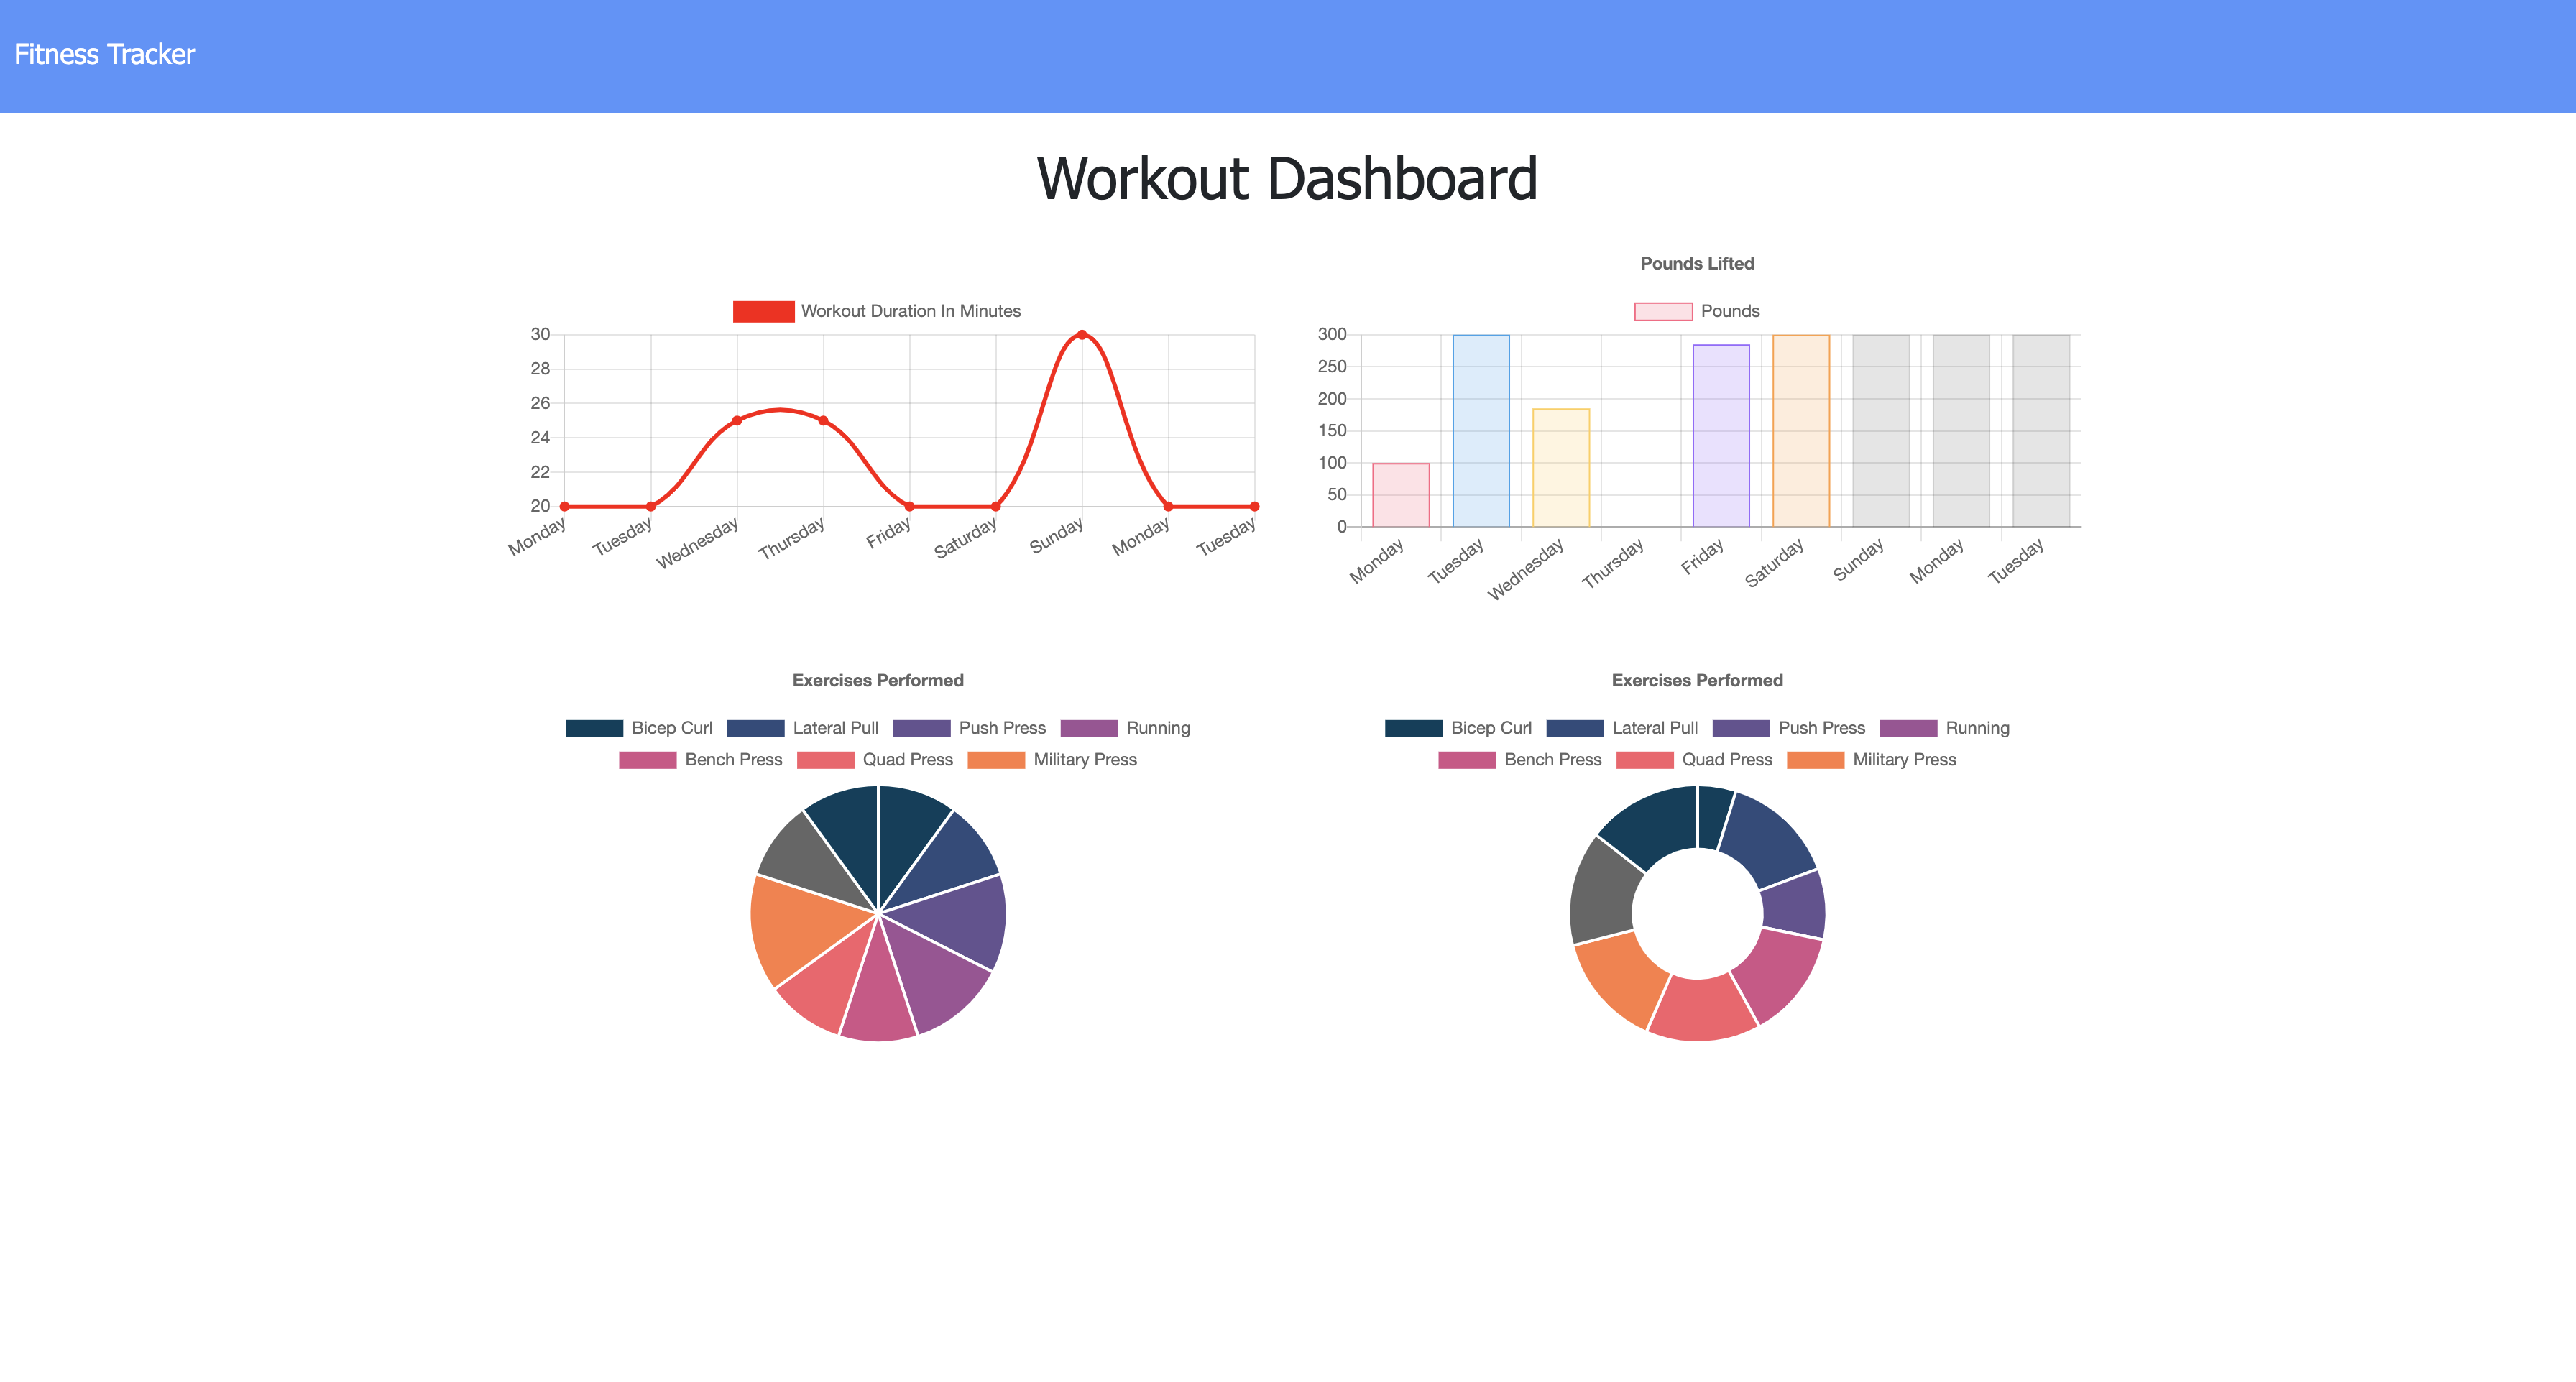 Fitness Tracker
Workout Dashboard
Workout Duration In Minutes
30
28
26
24
22
20
Monday Tuesday Wednesday Thursday Friday Saturday Sunday Monday Tuesday
Pounds Lifted
Pounds
300
250
200
150
100
50
0
Monday Tuesday Wednesday Thursday Friday Saturday Sunday Monday Tuesday
Exercises Performed
Bicep Curl Lateral Pull Push Press Running
Bench Press Quad Press Military Press
Exercises Performed
Bicep Curl Lateral Pull Push Press Running
Bench Press Quad Press Military Press